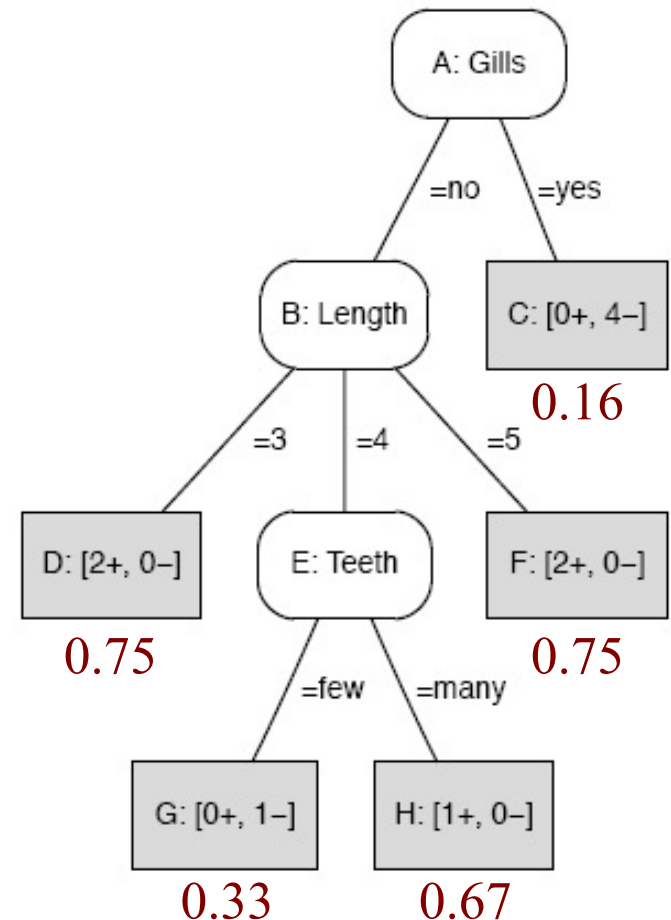 A: Gills
=no
=yes
B: Length
C: [0+, 4−]
0.16
=3
=4
=5
D: [2+, 0−]
E: Teeth
F: [2+, 0−]
0.75
0.75
=few
=many
G: [0+, 1−]
H: [1+, 0−]
0.33
0.67